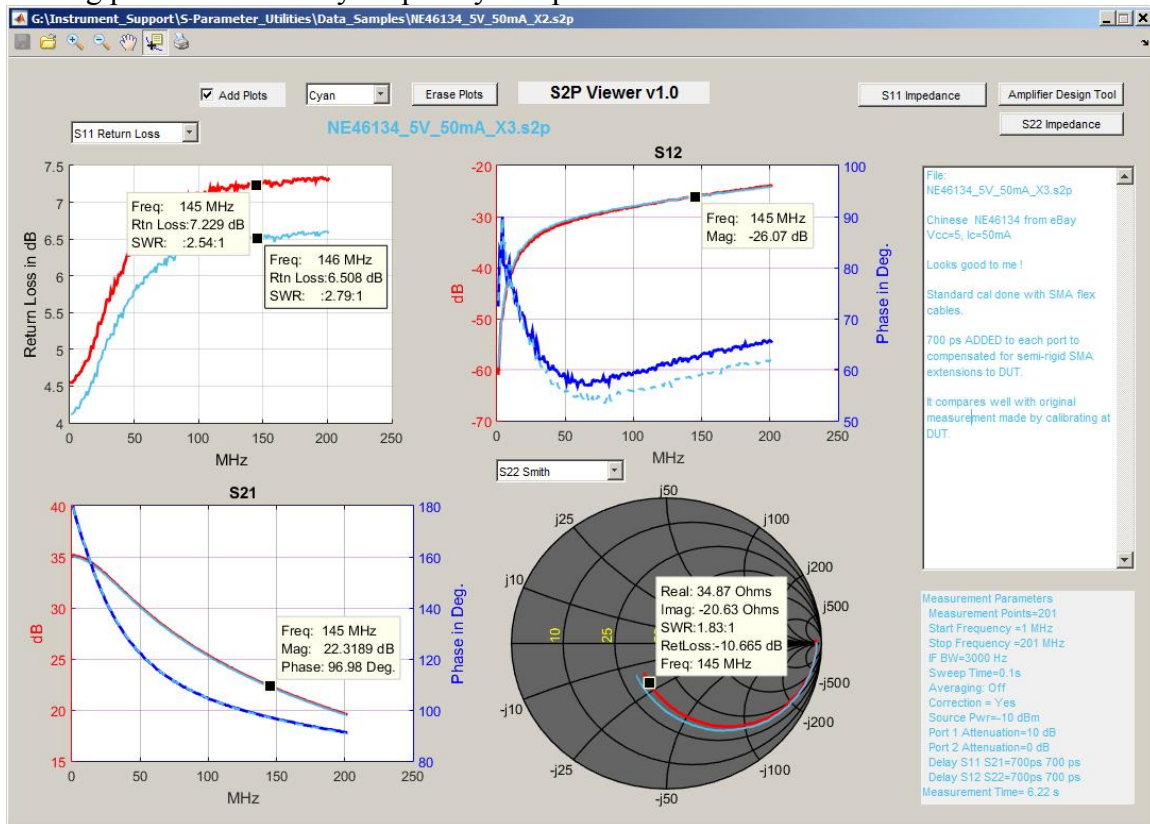 G:\Instrument_Support\S-Parameter_Utilities\Data_Samples\NE46134_5V_50mA_X2.s2p
Add Plots
Cyan
Erase Plots
S2P Viewer v1.0
S11 Impedance
Amplifier Design Tool
S22 Impedance
S11 Return Loss
NE46134_5V_50mA_X3.s2p
7.5
7
6.5
6
5.5
5
4.5
4
Return Loss in dB
0 50 100 150 200 250
MHz
Freq: 145 MHz
Rtn Loss:7.229 dB
SWR: :2.54:1
Freq: 146 MHz
Rtn Loss:6.508 dB
SWR: :2.79:1
S12
-20
-30
-40
-50
-60
-70
dB
100
90
80
70
60
50
Phase in Deg.
0 50 100 150 200 250
MHz
Freq: 145 MHz
Mag: -26.07 dB
File:
NE46134_5V_50mA_X3.s2p
Chinese NE46134 from eBay
Vcc=5, Ic=50mA
Looks good to me !
Standard cal done with SMA flex
cables.
700 ps ADDED to each port to
compensated for semi-rigid SMA
extensions to DUT.
It compares well with original
measurement made by calibrating at
DUT.
S21
40
35
30
25
20
15
dB
180
160
140
120
100
80
Phase in Deg.
0 50 100 150 200 250
MHz
Freq: 145 MHz
Mag: 22.3189 dB
Phase: 96.98 Deg.
S22 Smith
j50
j25
j100
j10
j200
j500
10
25
-j500
-j10
-j200
-j25
-j100
-j50
Real: 34.87 Ohms
Imag: -20.63 Ohms
SWR:1.83:1
RetLoss:-10.665 dB
Freq: 145 MHz
Measurement Parameters
Measurement Points=201
Start Frequency =1 MHz
Stop Frequency =201 MHz
IF BW=3000 Hz
Sweep Time=0.1s
Averaging: Off
Correction = Yes
Source Pwr=-10 dBm
Port 1 Attenuation=10 dB
Port 2 Attenuation=0 dB
Delay S11 S21=700ps 700 ps
Delay S12 S22=700ps 700 ps
Measurement Time= 6.22 s